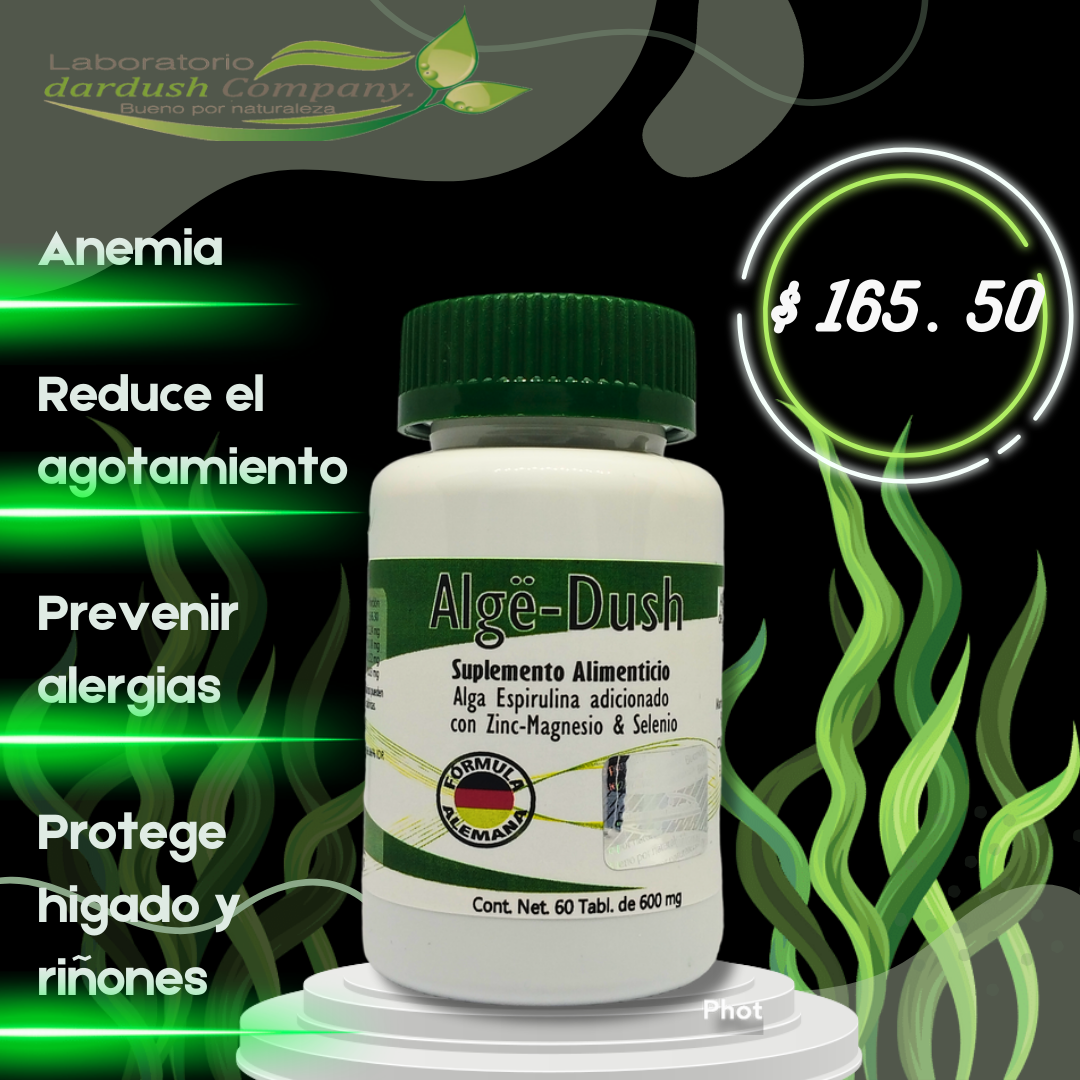 Laboratorio
dardush Company.
Bueno por naturaleza
Anemia
Reduce el
agotamiento
Prevenir
alergias
Protege
higado y
riñones
$ 165. 50
Algë-Dush
Suplemento Alimenticio
Alga Espirulina adicionado
con Zinc-Magnesio & Selenio
FÓRMULA
ALEMANA
Cont. Net. 60 Tabl. de 600 mg
Phot